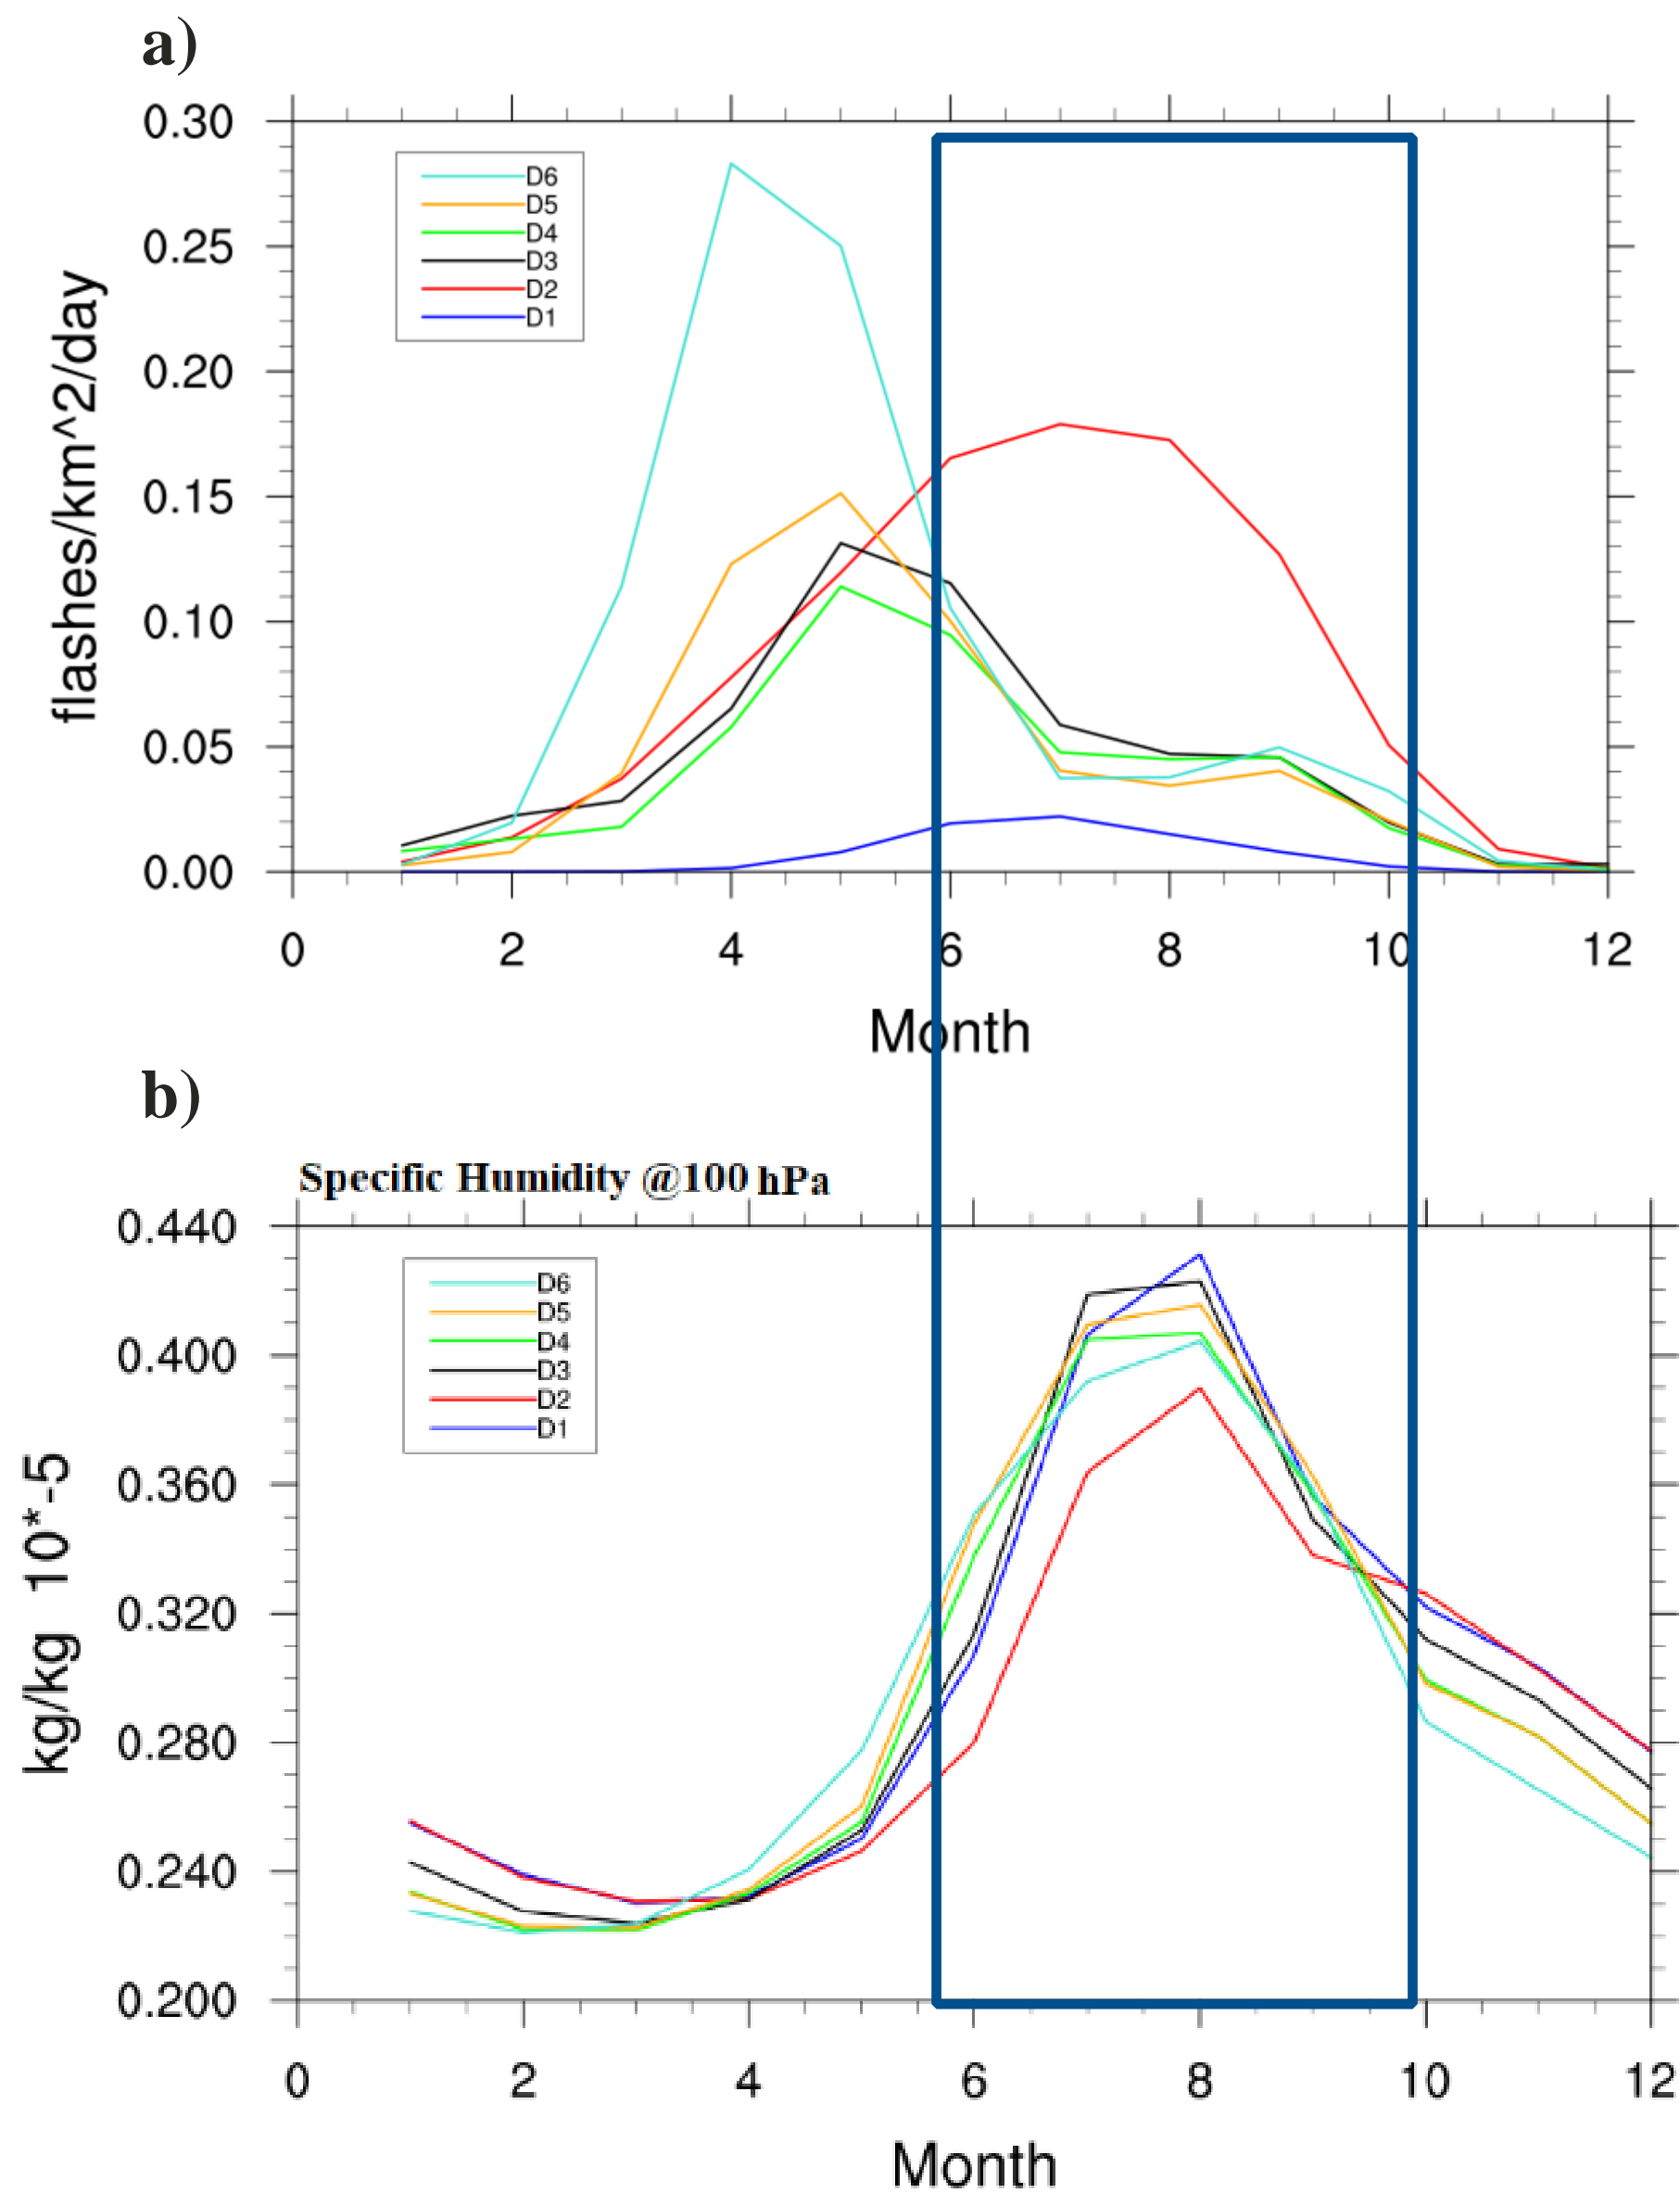 a)
0.30
0.25
0.20
0.15
0.10
0.05
0.00
flashes/km^2/day
D6
D5
D4
D3
D2
D1
0 2 4 6 8 10 12
Month
b)
Specific Humidity @100 hPa
0.440
0.400
0.360
0.320
0.280
0.240
0.200
kg/kg 10*-5
D6
D5
D4
D3
D2
D1
0 2 4 6 8 10 12
Month